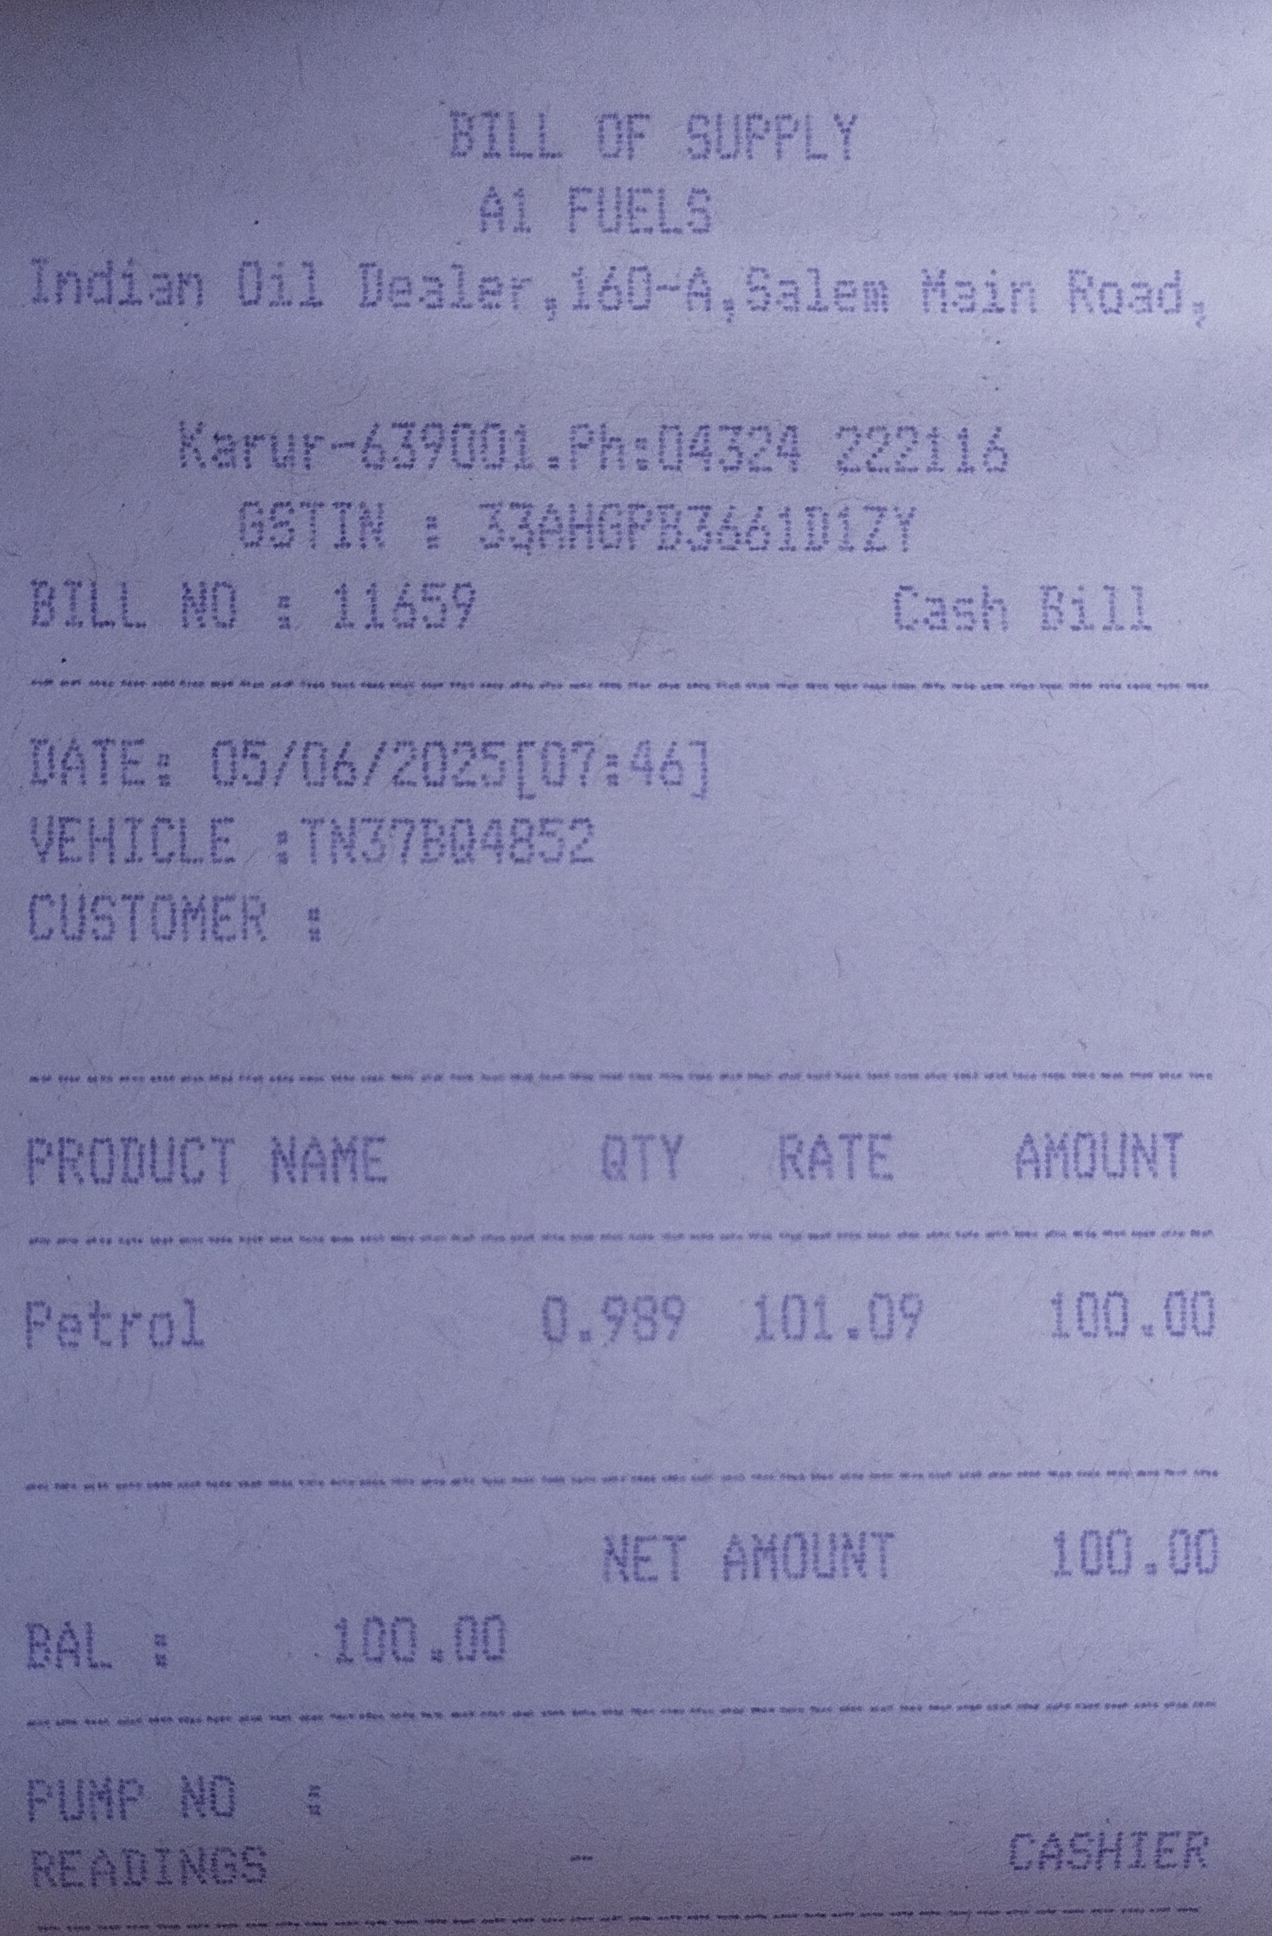 BILL OF SUPPLY
A1 FUELS
Indian Oil Dealer,160-A,Salem Main Road,
Karur-639001.Ph:04324 222116
GSTIN : 33AHGPB3661D1ZY
BILL NO : 11659 Cash Bill
DATE: 05/06/2025[07:46]
VEHICLE :TN37BQ4852
CUSTOMER :
PRODUCT NAME QTY RATE AMOUNT
Petrol 0.989 101.09 100.00
NET AMOUNT 100.00
BAL : 100.00
PUMP NO :
READINGS - CASHIER